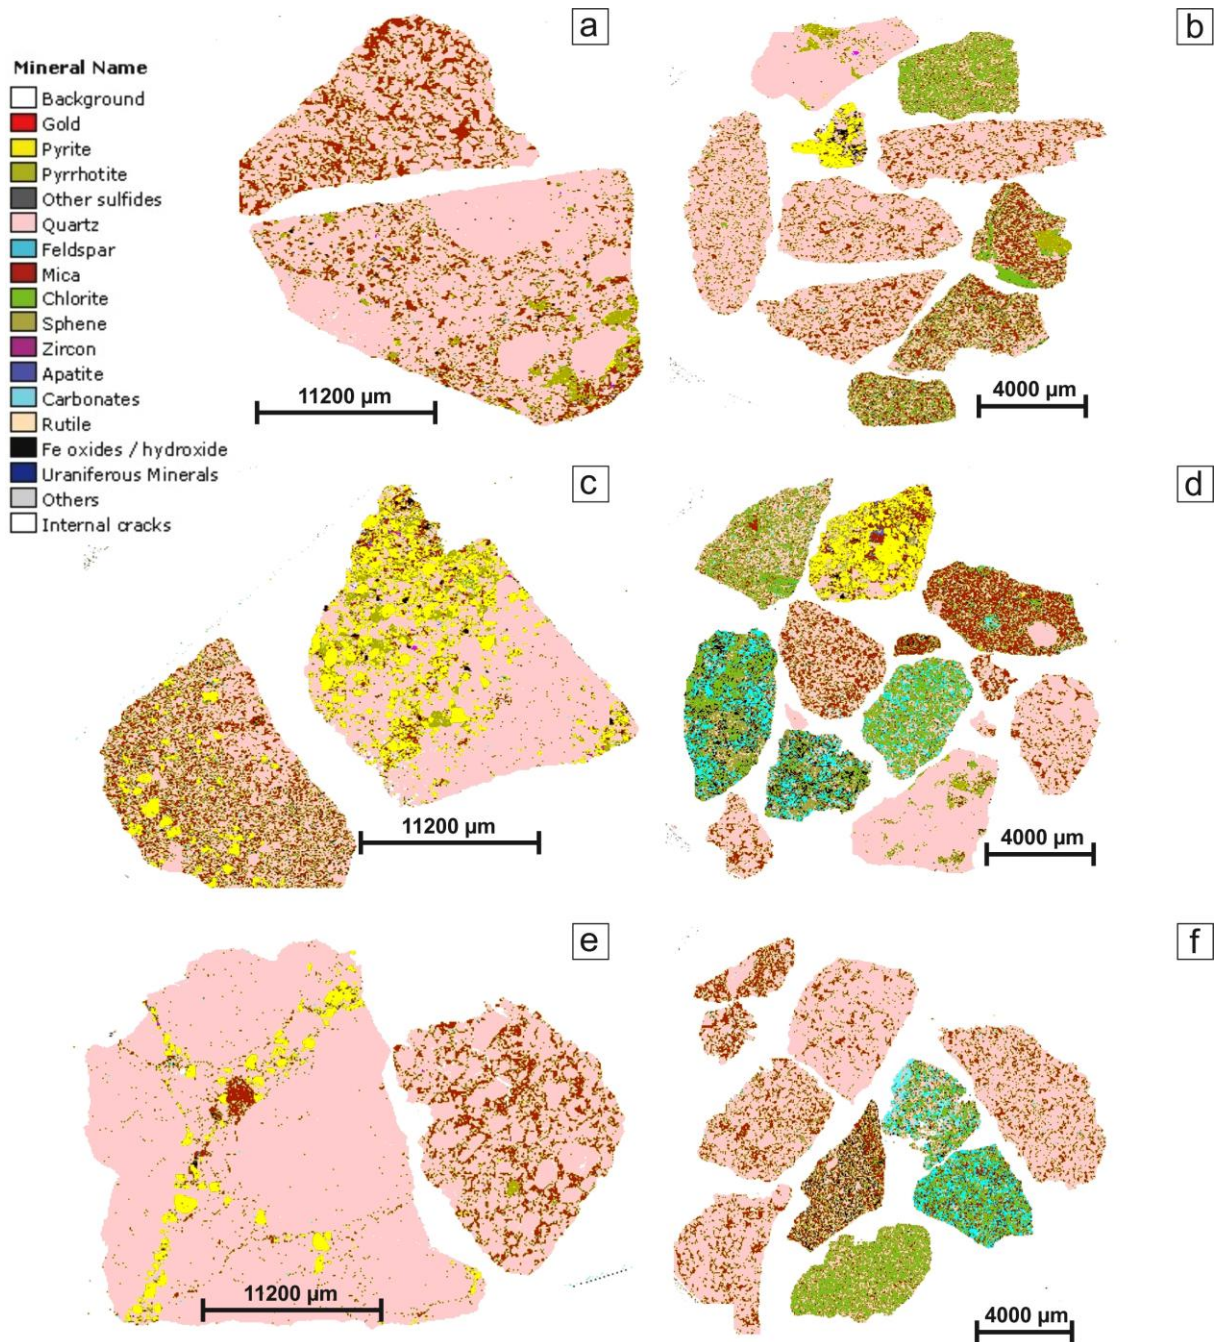 a
b
Mineral Name
Background
Gold
Pyrite
Pyrrhotite
Other sulfides
Quartz
Feldspar
Mica
Chlorite
Sphene
Zircon
Apatite
Carbonates
Rutile
Fe oxides / hydroxide
Uraniferous Minerals
Others
Internal cracks
11200 µm
4000 µm
c
d
11200 µm
4000 µm
e
f
11200 µm
4000 µm